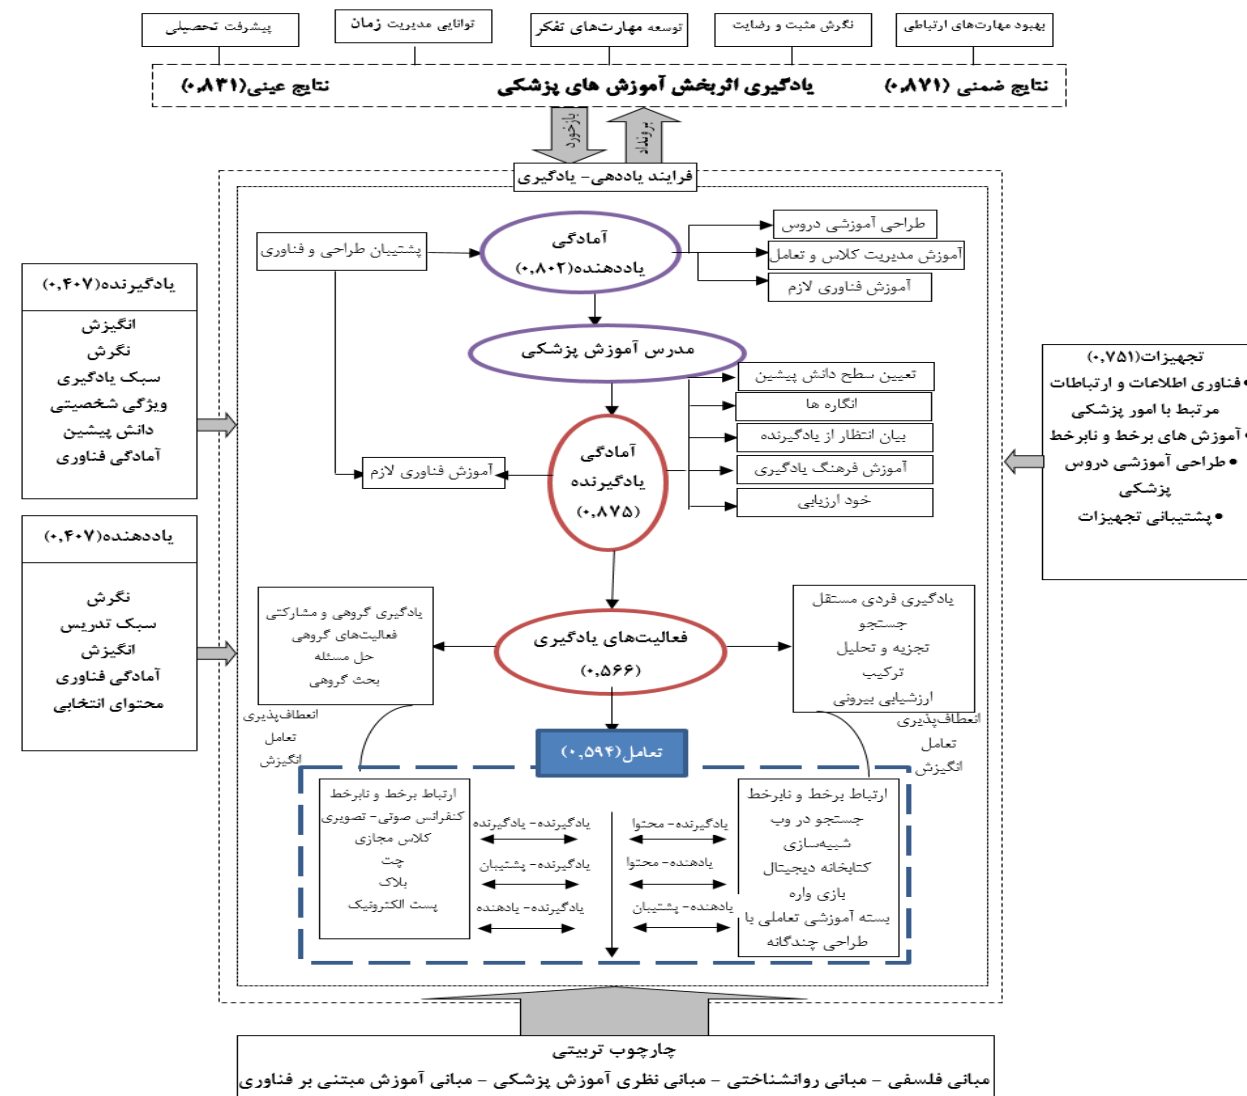 بهبود مهارت‌های ارتباطی
نگرش مثبت و رضایت
توسعه مهارت‌های تفکر
توانایی مدیریت زمان
پیشرفت تحصیلی
نتایج ضمنی (۰,۸۷۱)
یادگیری اثربخش آموزش های پزشکی
نتایج عینی(۰,۸۳۱)
بازخورد
برونداد
فرایند یاددهی- یادگیری
آمادگی
یاددهنده(۰,۸۰۲)
طراحی آموزشی دروس
آموزش مدیریت کلاس و تعامل
آموزش فناوری لازم
پشتیبان طراحی و فناوری
مدرس آموزش پزشکی
تعیین سطح دانش پیشین
انگاره ها
بیان انتظار از یادگیرنده
آموزش فرهنگ یادگیری
خود ارزیابی
آمادگی
یادگیرنده
(۰,۸۷۵)
آموزش فناوری لازم
یادگیرنده(۰,۴۰۷)
انگیزش
نگرش
سبک یادگیری
ویژگی شخصیتی
دانش پیشین
آمادگی فناوری
یاددهنده(۰,۴۰۷)
نگرش
سبک تدریس
انگیزش
آمادگی فناوری
محتوای انتخابی
تجهیزات(۰,۷۵۱)
•فناوری اطلاعات و ارتباطات
مرتبط با امور پزشکی
•آموزش های برخط و نابرخط
• طراحی آموزشی دروس
پزشکی
• پشتیبانی تجهیزات
فعالیت‌های یادگیری
(۰,۵۶۶)
یادگیری فردی مستقل
جستجو
تجزیه و تحلیل
ترکیب
ارزشیابی بیرونی
یادگیری گروهی و مشارکتی
فعالیت‌های گروهی
حل مسئله
بحث گروهی
انعطاف‌پذیری
تعامل
انگیزش
انعطاف‌پذیری
تعامل
انگیزش
تعامل(۰,۵۹۴)
ارتباط برخط و نابرخط
جستجو در وب
شبیه‌سازی
کتابخانه دیجیتال
بازی واره
بسته آموزشی تعاملی یا
طراحی چندگانه
یادگیرنده- محتوا
یادهنده- محتوا
یادهنده- پشتیبان
یادگیرنده- یادگیرنده
یادگیرنده- پشتیبان
یادگیرنده- یادهنده
ارتباط برخط و نابرخط
کنفرانس صوتی- تصویری
کلاس مجازی
چت
بلاک
پست الکترونیک
چارچوب تربیتی
مبانی فلسفی - مبانی روانشناختی - مبانی نظری آموزش پزشکی - مبانی آموزش مبتنی بر فناوری